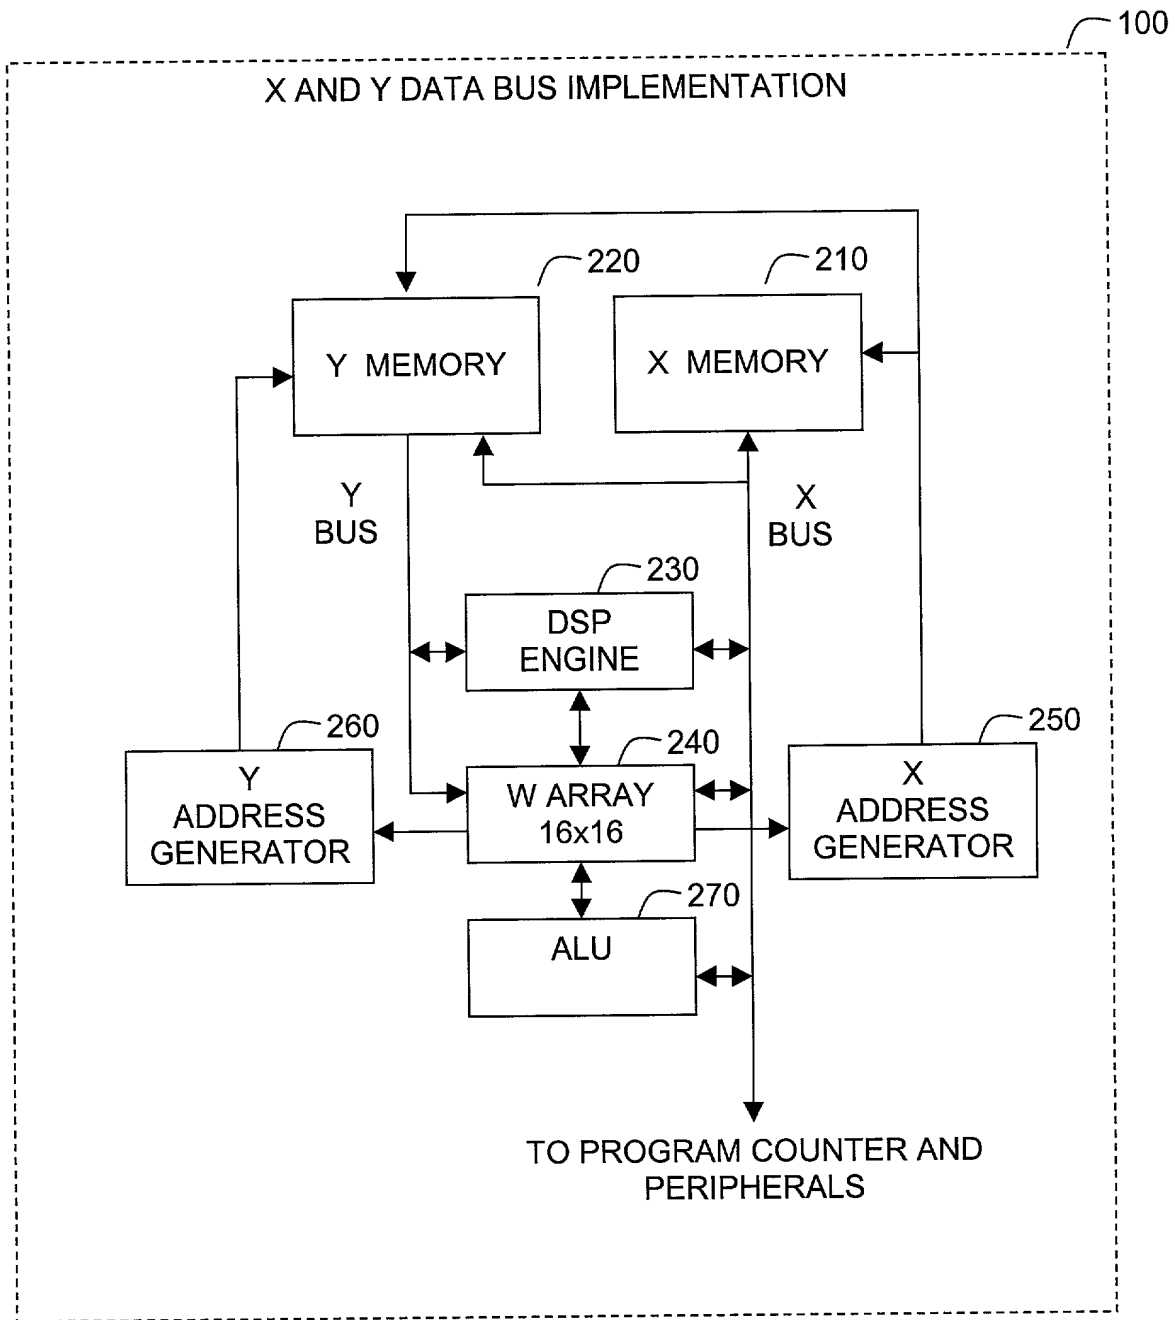 100
X AND Y DATA BUS IMPLEMENTATION
220
210
Y MEMORY
X MEMORY
Y
BUS
X
BUS
230
DSP
ENGINE
260
240
250
Y
ADDRESS
GENERATOR
W ARRAY
16x16
X
ADDRESS
GENERATOR
270
ALU
TO PROGRAM COUNTER AND
PERIPHERALS